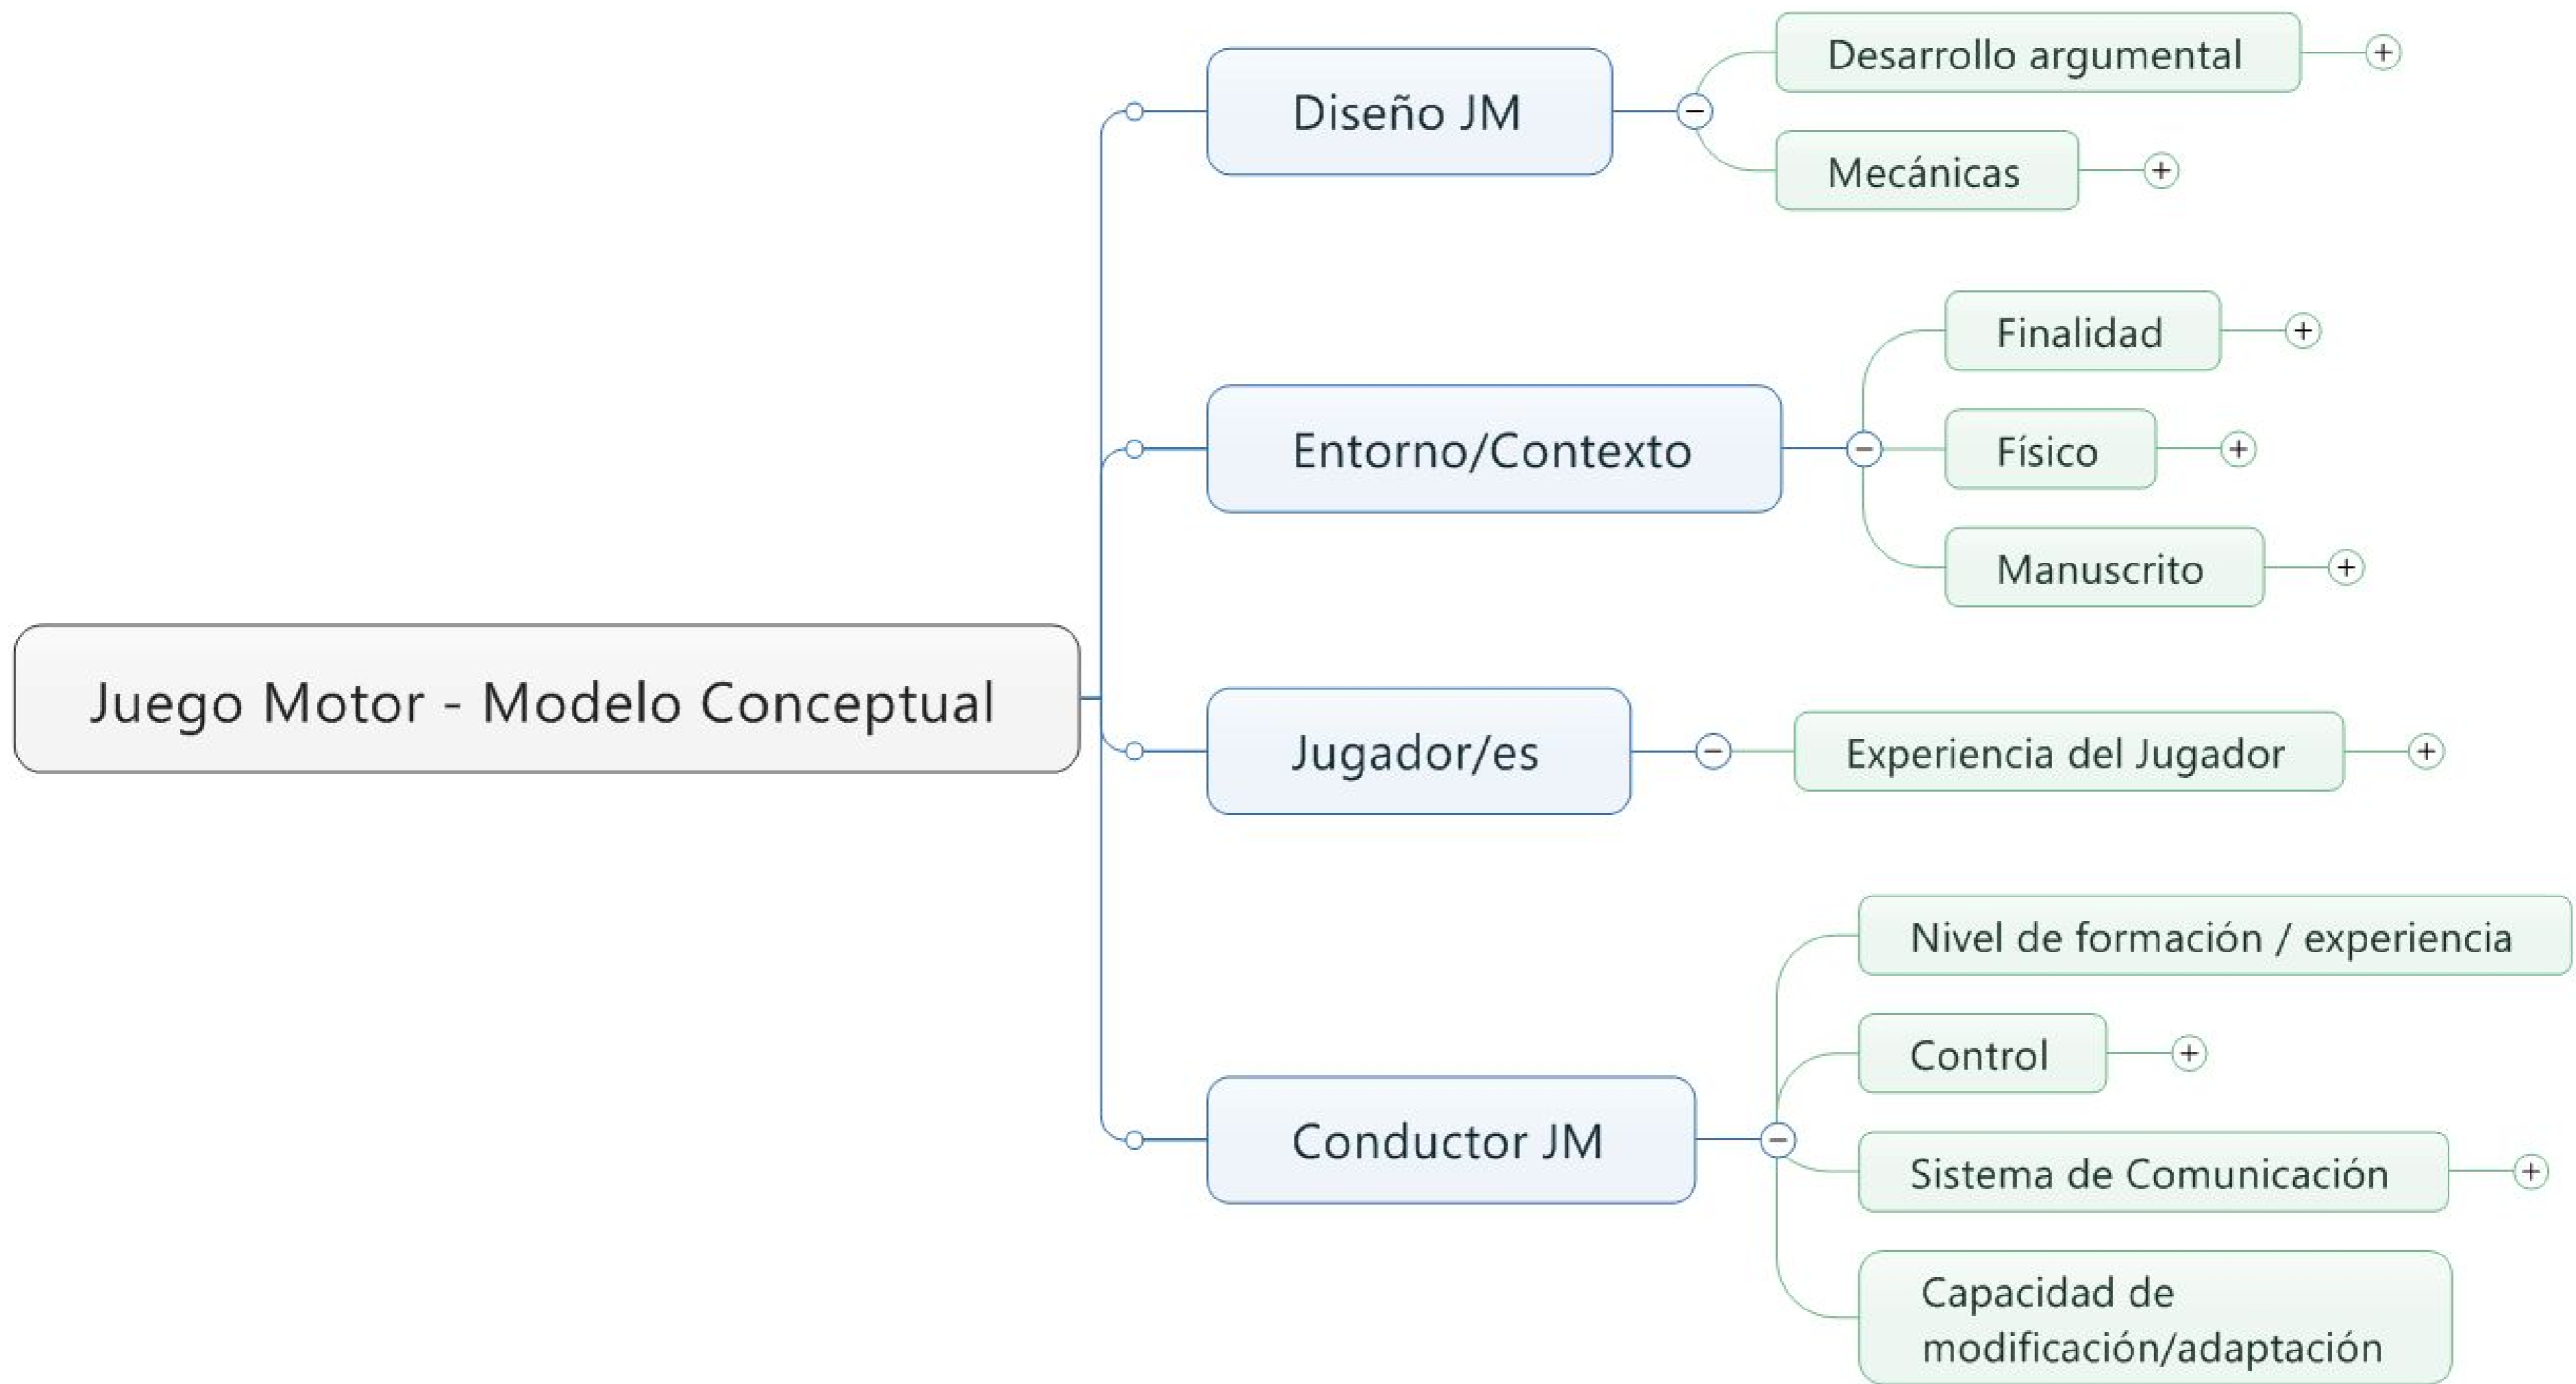 Juego Motor - Modelo Conceptual
Diseño JM
Desarrollo argumental
Mecánicas
Entorno/Contexto
Finalidad
Físico
Manuscrito
Jugador/es
Experiencia del Jugador
Conductor JM
Nivel de formación / experiencia
Control
Sistema de Comunicación
Capacidad de
modificación/adaptación